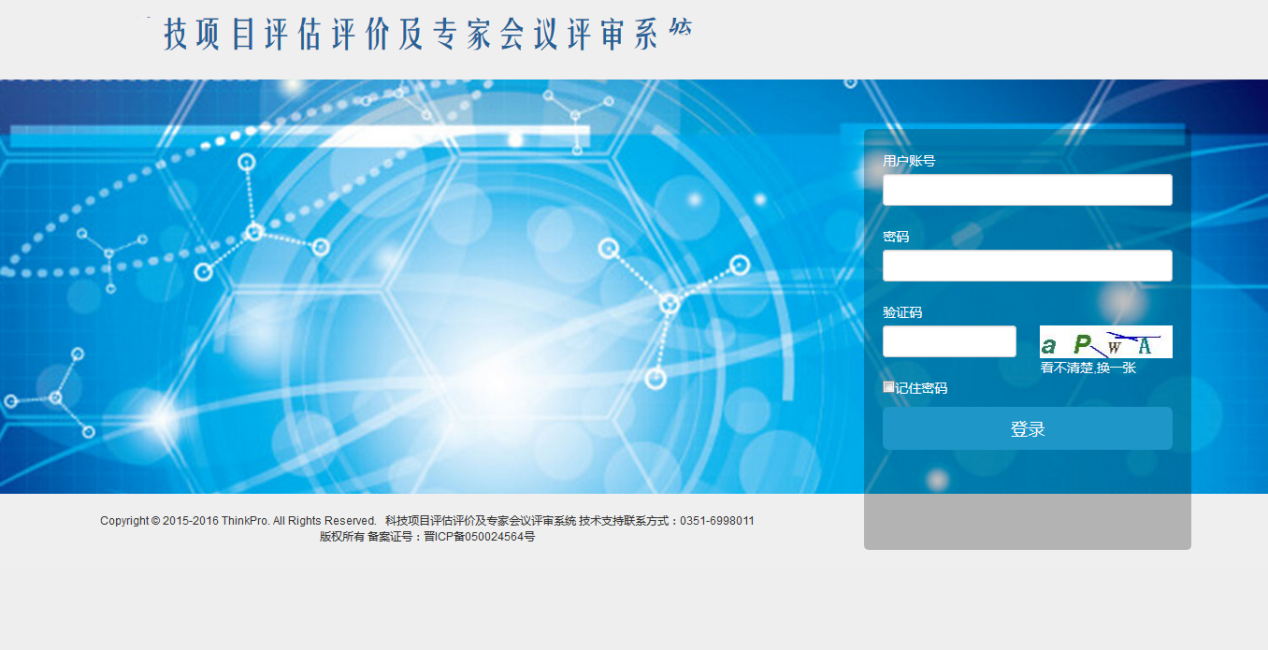 技项目评估评价及专家会议评审系统
用户账号
密码
验证码
aPwA
看不清楚,换一张
记住密码
登录
Copyright © 2015-2016 ThinkPro. All Rights Reserved. 科技项目评估评价及专家会议评审系统 技术支持联系方式：0351-6998011
版权所有 备案证号：晋ICP备050024564号